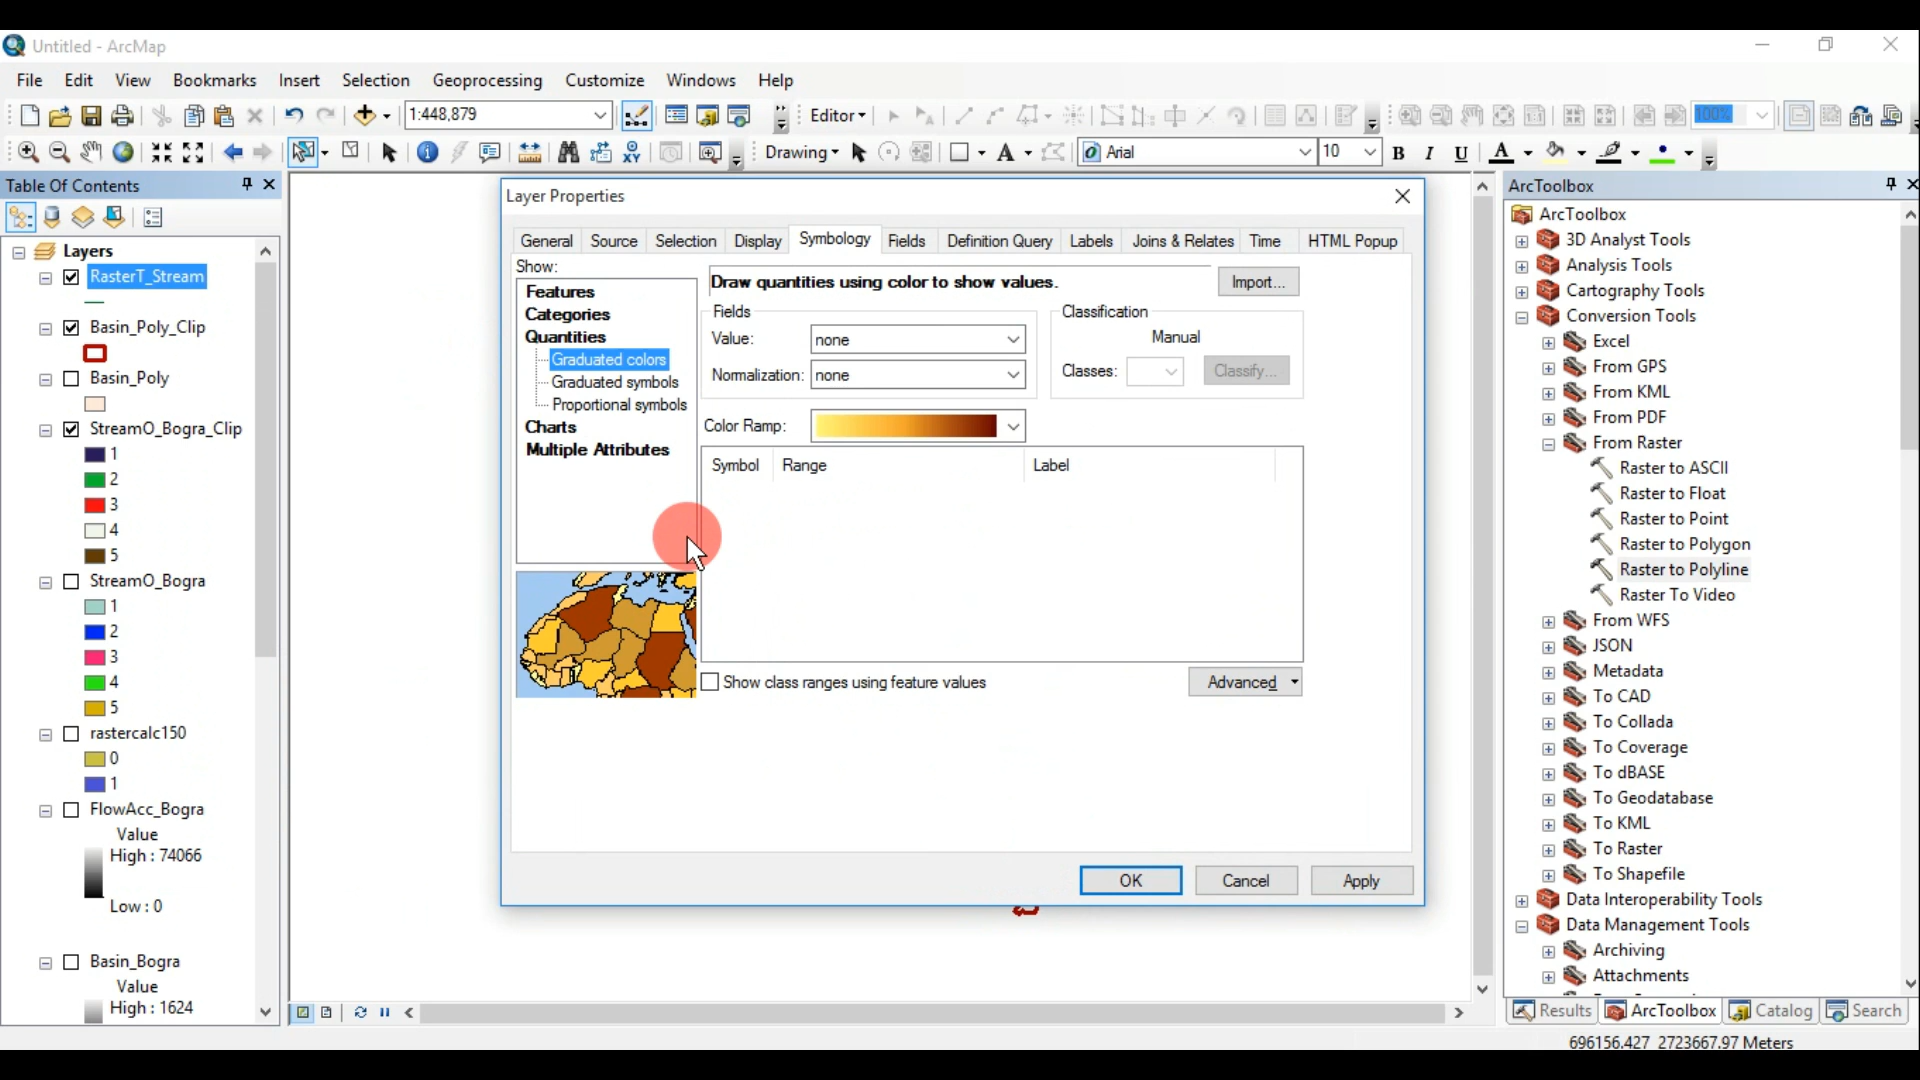 Untitled - ArcMap
File Edit View Bookmarks Insert Selection Geoprocessing Customize Windows Help
1:448,879 Editor 100%
Drawing A Arial 10 B I U A
Table Of Contents
Layers
RasterT_Stream
Basin_Poly_Clip
Basin_Poly
StreamO_Bogra_Clip
1
2
3
4
5
StreamO_Bogra
1
2
3
4
5
rastercalc150
0
1
FlowAcc_Bogra
Value
High : 74066
Low : 0
Basin_Bogra
Value
High : 1624
Layer Properties
General Source Selection Display Symbology Fields Definition Query Labels Joins & Relates Time HTML Popup
Show:
Features
Categories
Quantities
Graduated colors
Graduated symbols
Proportional symbols
Charts
Multiple Attributes
Draw quantities using color to show values. Import...
Fields
Value: none
Normalization: none
Classification
Manual
Classes: Classify...
Color Ramp:
Symbol Range Label
Show class ranges using feature values Advanced
OK Cancel Apply
ArcToolbox
ArcToolbox
3D Analyst Tools
Analysis Tools
Cartography Tools
Conversion Tools
Excel
From GPS
From KML
From PDF
From Raster
Raster to ASCII
Raster to Float
Raster to Point
Raster to Polygon
Raster to Polyline
Raster To Video
From WFS
JSON
Metadata
To CAD
To Collada
To Coverage
To dBASE
To Geodatabase
To KML
To Raster
To Shapefile
Data Interoperability Tools
Data Management Tools
Archiving
Attachments
Results ArcToolbox Catalog Search
696156.427 2723667.97 Meters